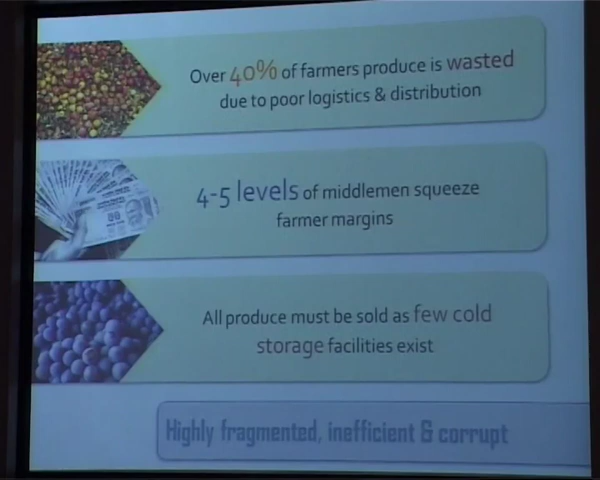 Over 40% of farmers produce is wasted
due to poor logistics & distribution
4-5 levels of middlemen squeeze
farmer margins
All produce must be sold as few cold
storage facilities exist
Highly fragmented, inefficient & corrupt